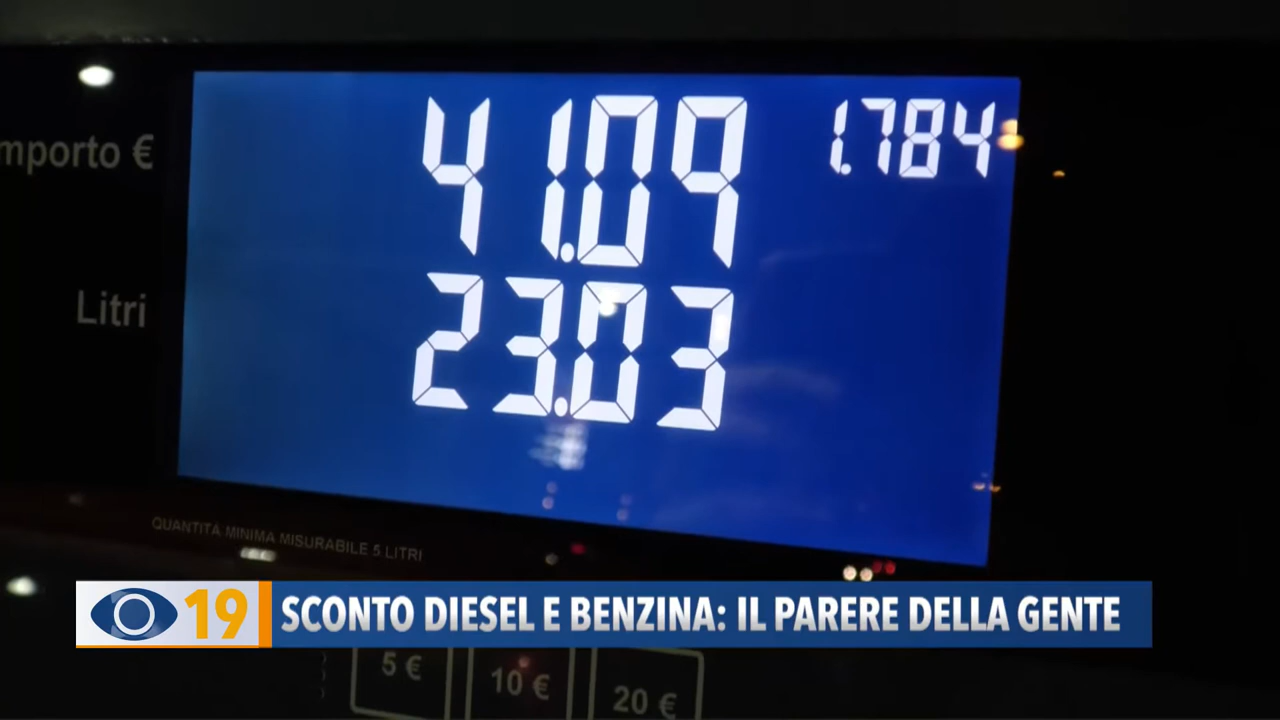 mporto €
41.09
1.784
Litri
23.03
QUANTITÀ MINIMA MISURABILE 5 LITRI
19
SCONTO DIESEL E BENZINA: IL PARERE DELLA GENTE
5 €
10 €
20 €